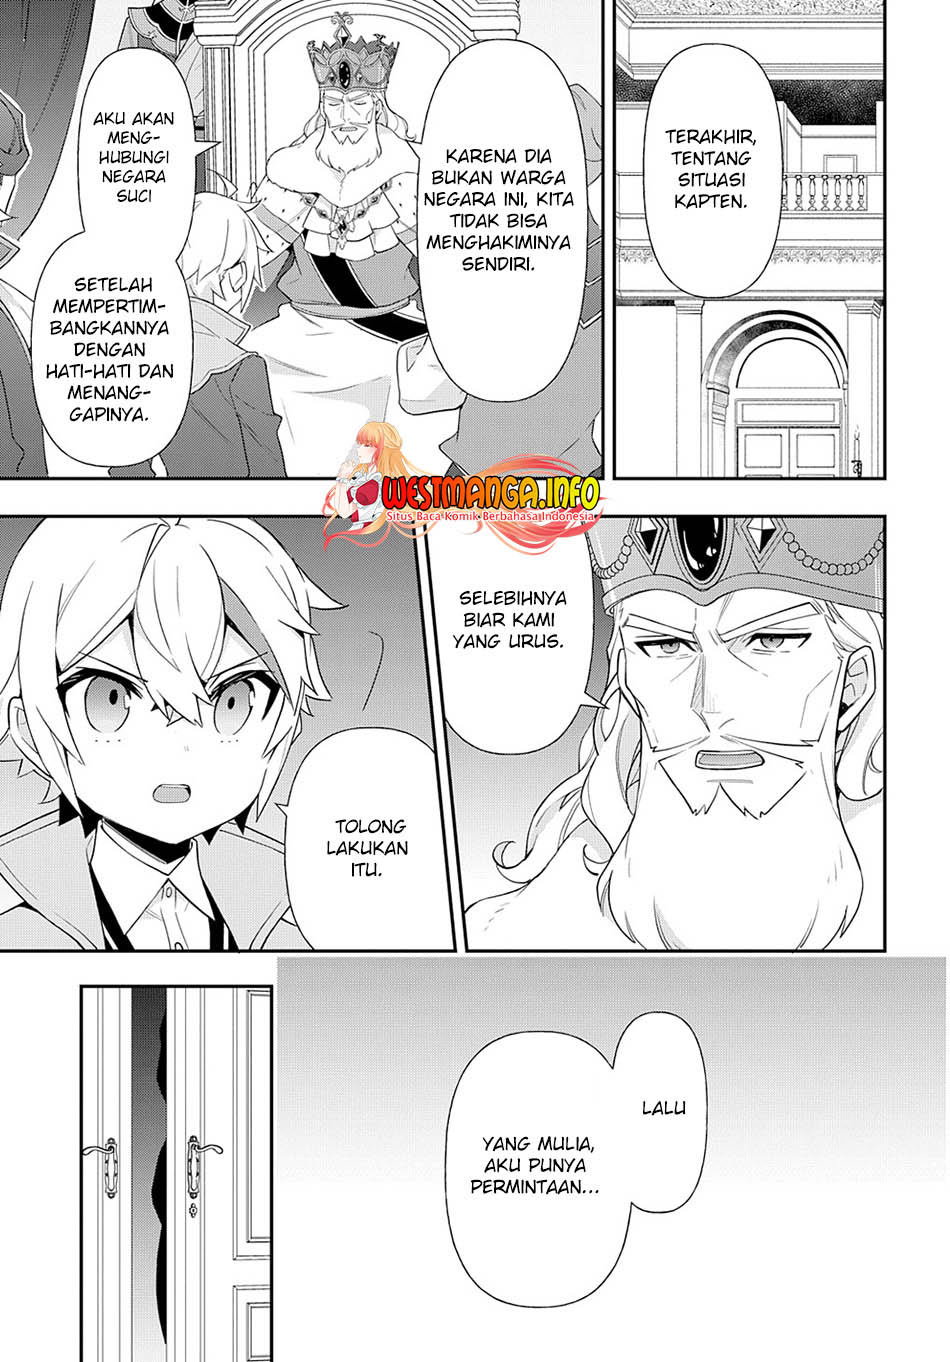 TERAKHIR,
TENTANG
SITUASI
KAPTEN.
KARENA DIA
BUKAN WARGA
NEGARA INI, KITA
TIDAK BISA
MENGHAKIMINYA
SENDIRI.
AKU AKAN
MENG-
HUBUNGI
NEGARA
SUCI
SETELAH
MEMPERTIM-
BANGKANNYA
DENGAN
HATI-HATI DAN
MENANG-
GAPINYA.
WESTMANGA.INFO
Situs Baca Komik Berbahasa Indonesia
SELEBIHNYA
BIAR KAMI
YANG URUS.
TOLONG
LAKUKAN
ITU.
LALU
YANG MULIA,
AKU PUNYA
PERMINTAAN...